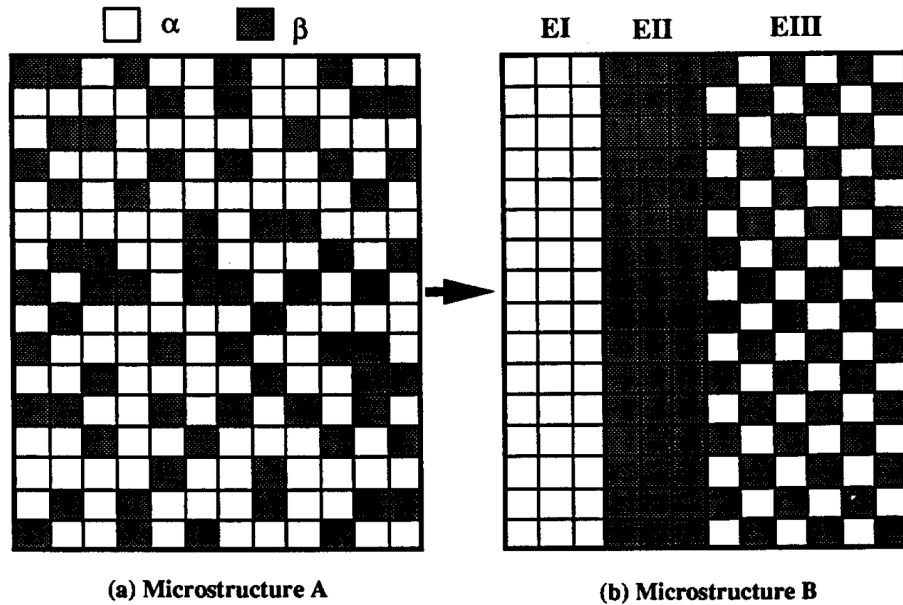 α β
EI EII EIII
(a) Microstructure A
(b) Microstructure B